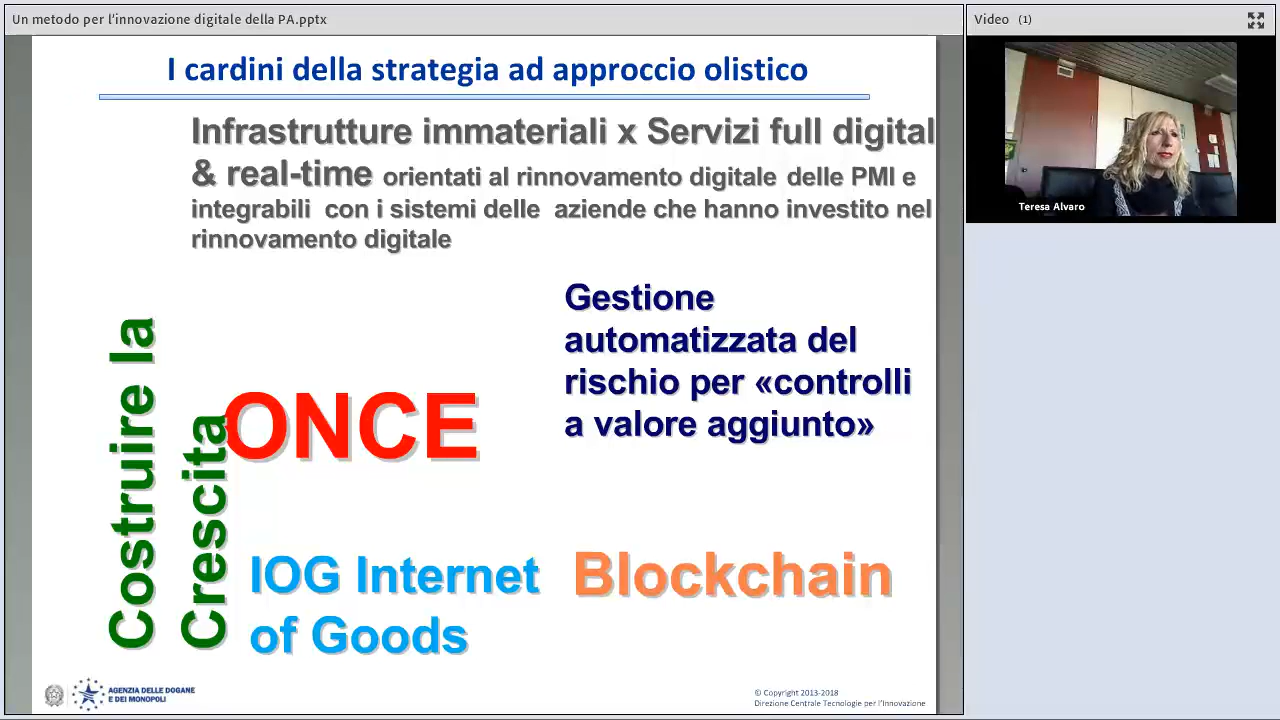 Un metodo per l'innovazione digitale della PA.pptx
Video (1)
I cardini della strategia ad approccio olistico
Infrastrutture immateriali x Servizi full digital
& real-time orientati al rinnovamento digitale delle PMI e
integrabili con i sistemi delle aziende che hanno investito nel
rinnovamento digitale
Teresa Alvaro
Gestione
automatizzata del
rischio per «controlli
a valore aggiunto»
Costruire la
Crescita
ONCE
IOG Internet
of Goods
Blockchain
AGENZIA DELLE DOGANE
E DEI MONOPOLI
© Copyright 2013-2018
Direzione Centrale Tecnologie per l'Innovazione